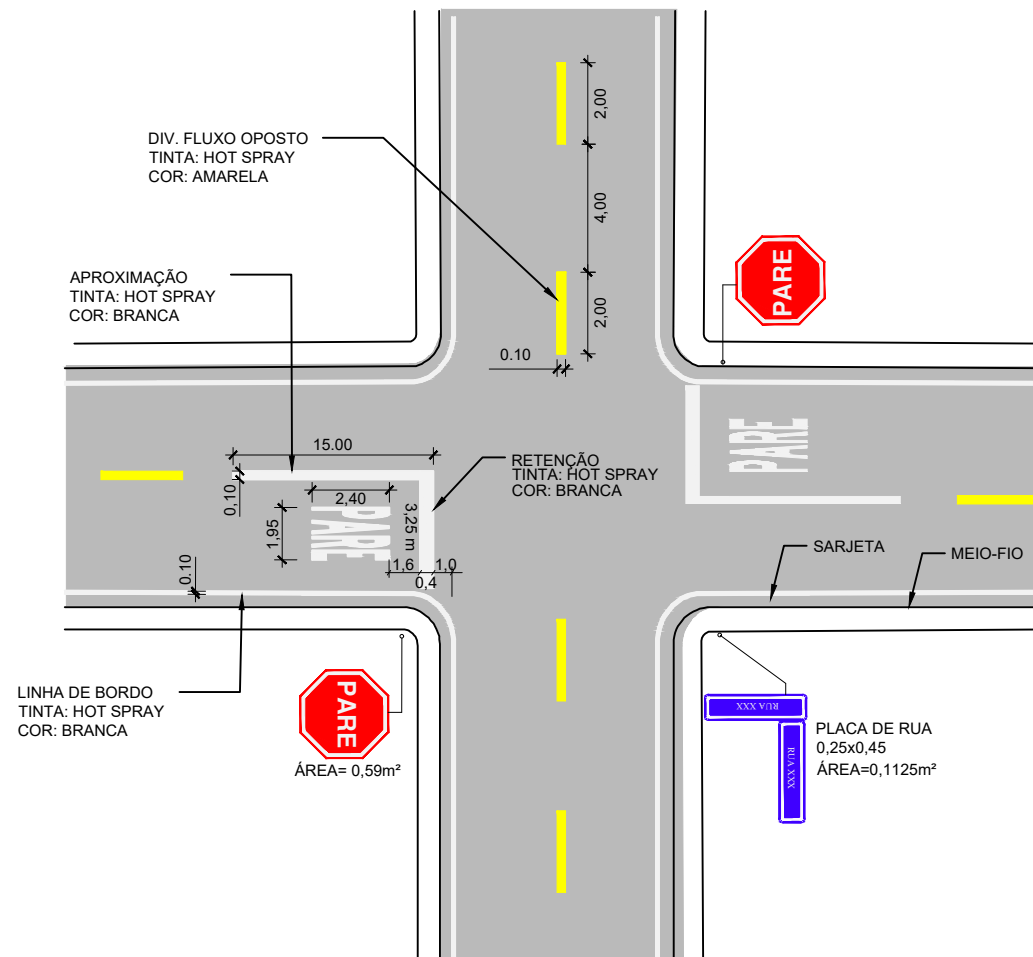 DIV. FLUXO OPOSTO
TINTA: HOT SPRAY
COR: AMARELA
2,00
4,00
2,00
0.10
PARE
APROXIMAÇÃO
TINTA: HOT SPRAY
COR: BRANCA
15.00
0,10
2,40
1,95
PARE
3,25 m
1,6
0,4
1,0
RETENÇÃO
TINTA: HOT SPRAY
COR: BRANCA
PARE
0.10
SARJETA
MEIO-FIO
LINHA DE BORDO
TINTA: HOT SPRAY
COR: BRANCA
PARE
ÁREA= 0,59m²
RUA XXX
RUA XXX
PLACA DE RUA
0,25x0,45
ÁREA=0,1125m²